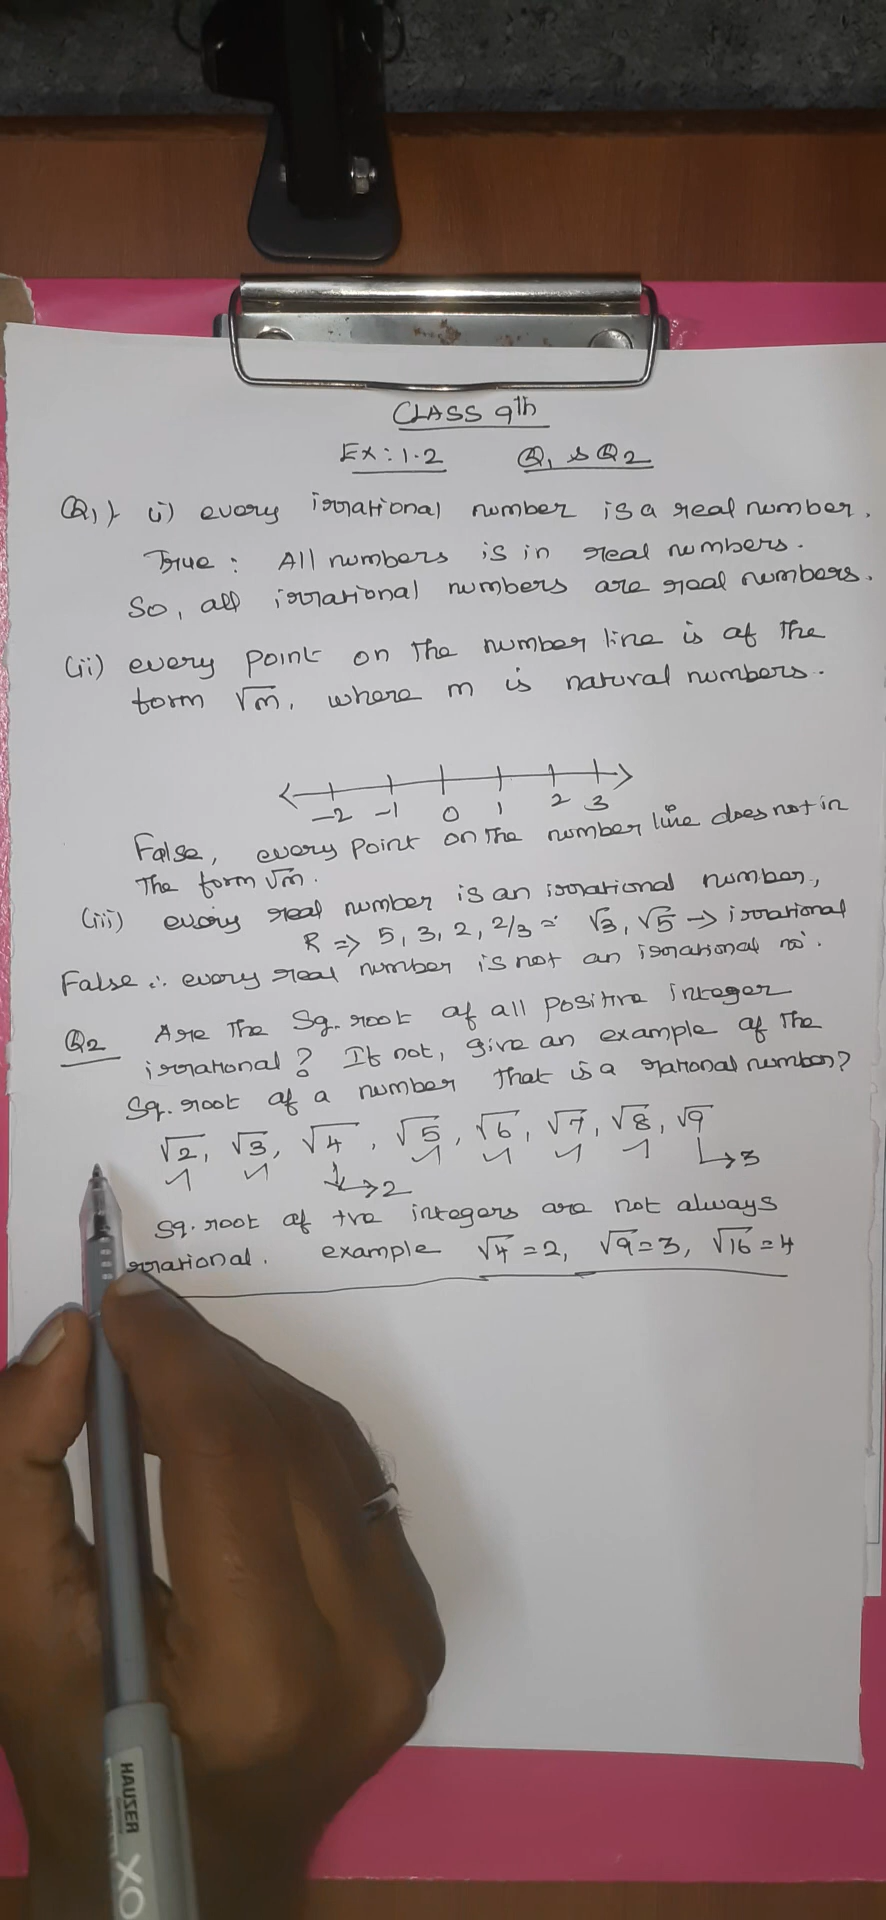 CLASS 9th
Ex: 1.2 Q1 & Q2
Q1) (i) every irrational number is a real number.
True: All numbers is in real numbers.
So, all irrational numbers are real numbers.
(ii) every point on the number line is of the
form √m, where m is natural numbers.
-2 -1 0 1 2 3
False, every point on the number line does not in
the form √m.
(iii) every real number is an irrational number,
R => 5, 3, 2, 2/3 = √3, √5 → irrational
False ∴ every real number is not an irrational no.
Q2 Are the Sq. root of all positive integer
irrational? If not, give an example of the
Sq. root of a number that is a rational number?
√2, √3, √4, √5, √6, √7, √8, √9
→2 →3
Sq. root of +ve integers are not always
irrational. example √4 = 2, √9 = 3, √16 = 4
HAUSER
XO